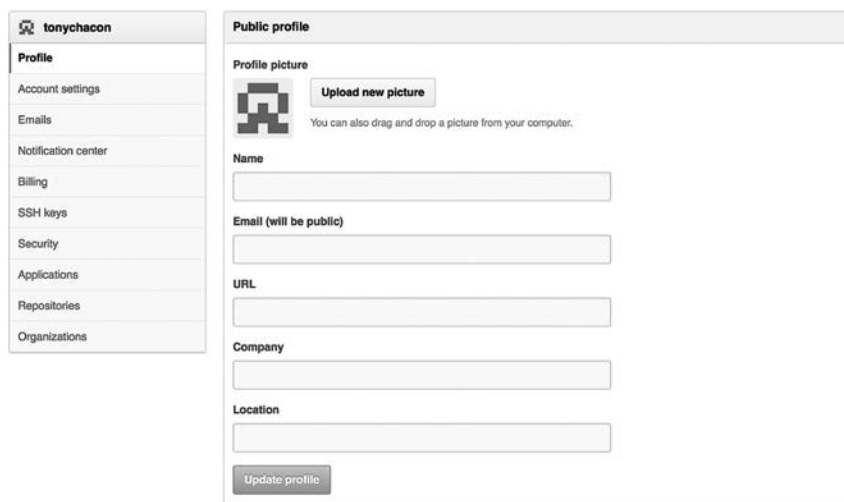 tonychacon
Profile
Account settings
Emails
Notification center
Billing
SSH keys
Security
Applications
Repositories
Organizations
Public profile
Profile picture
Upload new picture
You can also drag and drop a picture from your computer.
Name
Email (will be public)
URL
Company
Location
Update profile